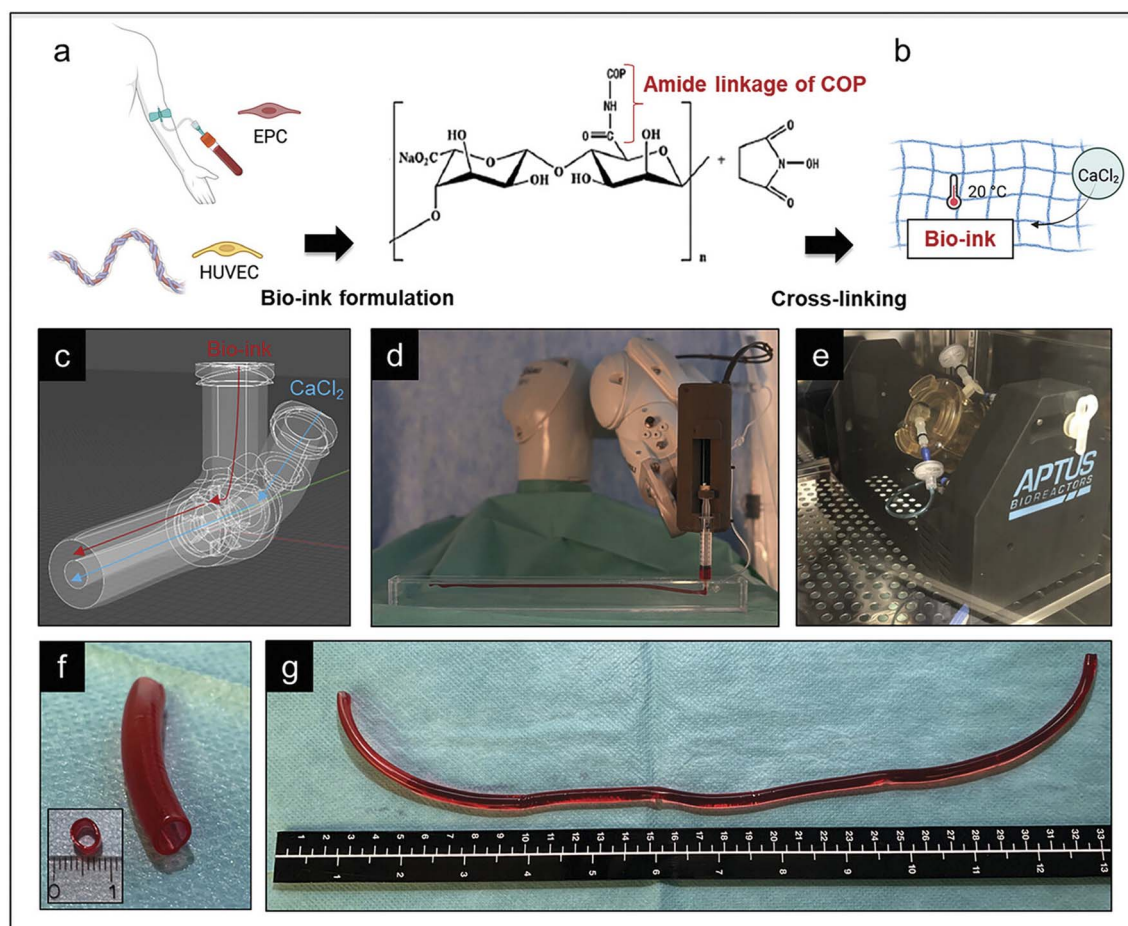 a
EPC
HUVEC
Bio-ink formulation
COP
NH
O
C
Amide linkage of COP
HO
O
OH
NaO₂C
O
HO
OH
O
HO
O
O
n
+
O
N-OH
O
Cross-linking
b
20 °C
CaCl₂
Bio-ink
c
Bio-ink
CaCl₂
d
e
APTUS
BIOREACTORS
f
0 1
g
1 2 3 4 5 6 7 8 9 10 11 12 13 14 15 16 17 18 19 20 21 22 23 24 25 26 27 28 29 30 31 32 33
1 2 3 4 5 6 7 8 9 10 11 12 13